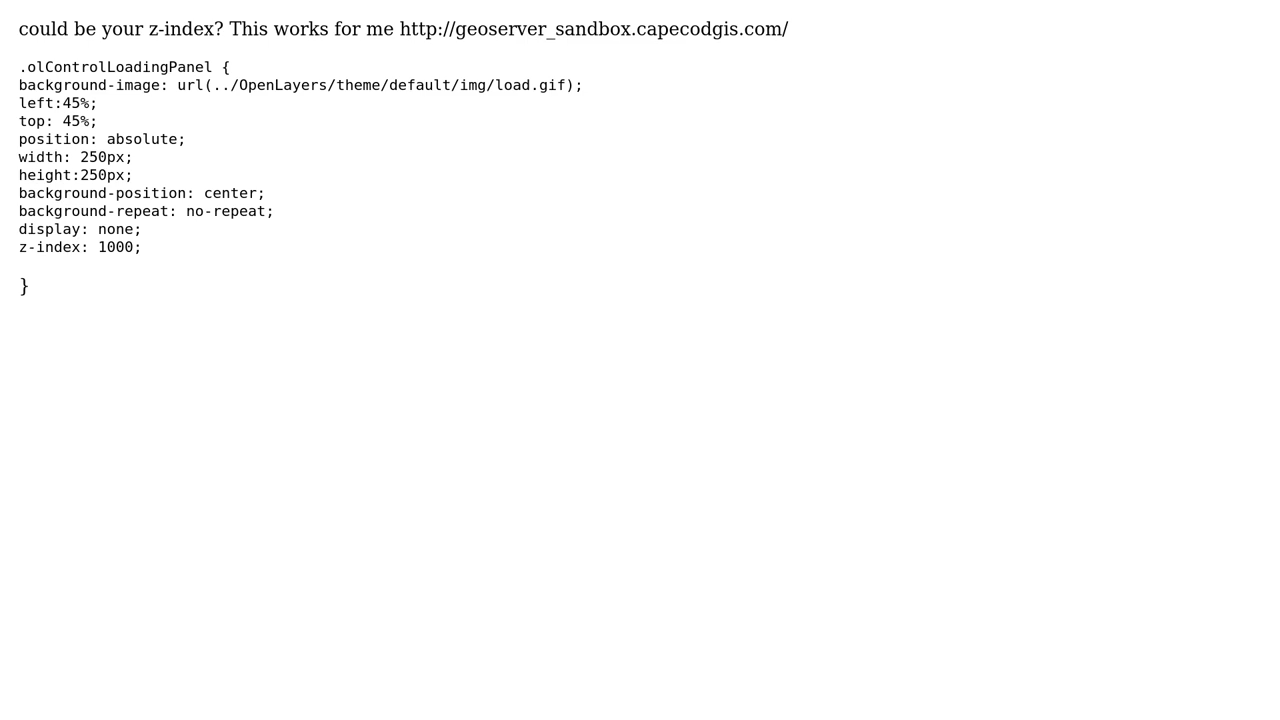 could be your z-index? This works for me http://geoserver_sandbox.capecodgis.com/
.olControlLoadingPanel {
background-image: url(../OpenLayers/theme/default/img/load.gif);
left:45%;
top: 45%;
position: absolute;
width: 250px;
height:250px;
background-position: center;
background-repeat: no-repeat;
display: none;
z-index: 1000;
}